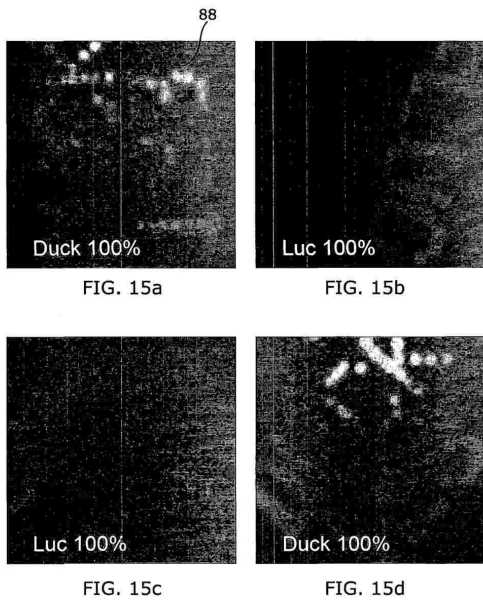 88
Duck 100%
Luc 100%
FIG. 15a
FIG. 15b
Luc 100%
Duck 100%
FIG. 15c
FIG. 15d